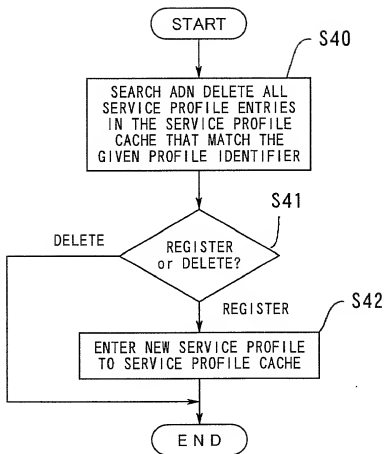 START
S40
SEARCH ADN DELETE ALL
SERVICE PROFILE ENTRIES
IN THE SERVICE PROFILE
CACHE THAT MATCH THE
GIVEN PROFILE IDENTIFIER
S41
DELETE
REGISTER
or DELETE?
REGISTER
S42
ENTER NEW SERVICE PROFILE
TO SERVICE PROFILE CACHE
END